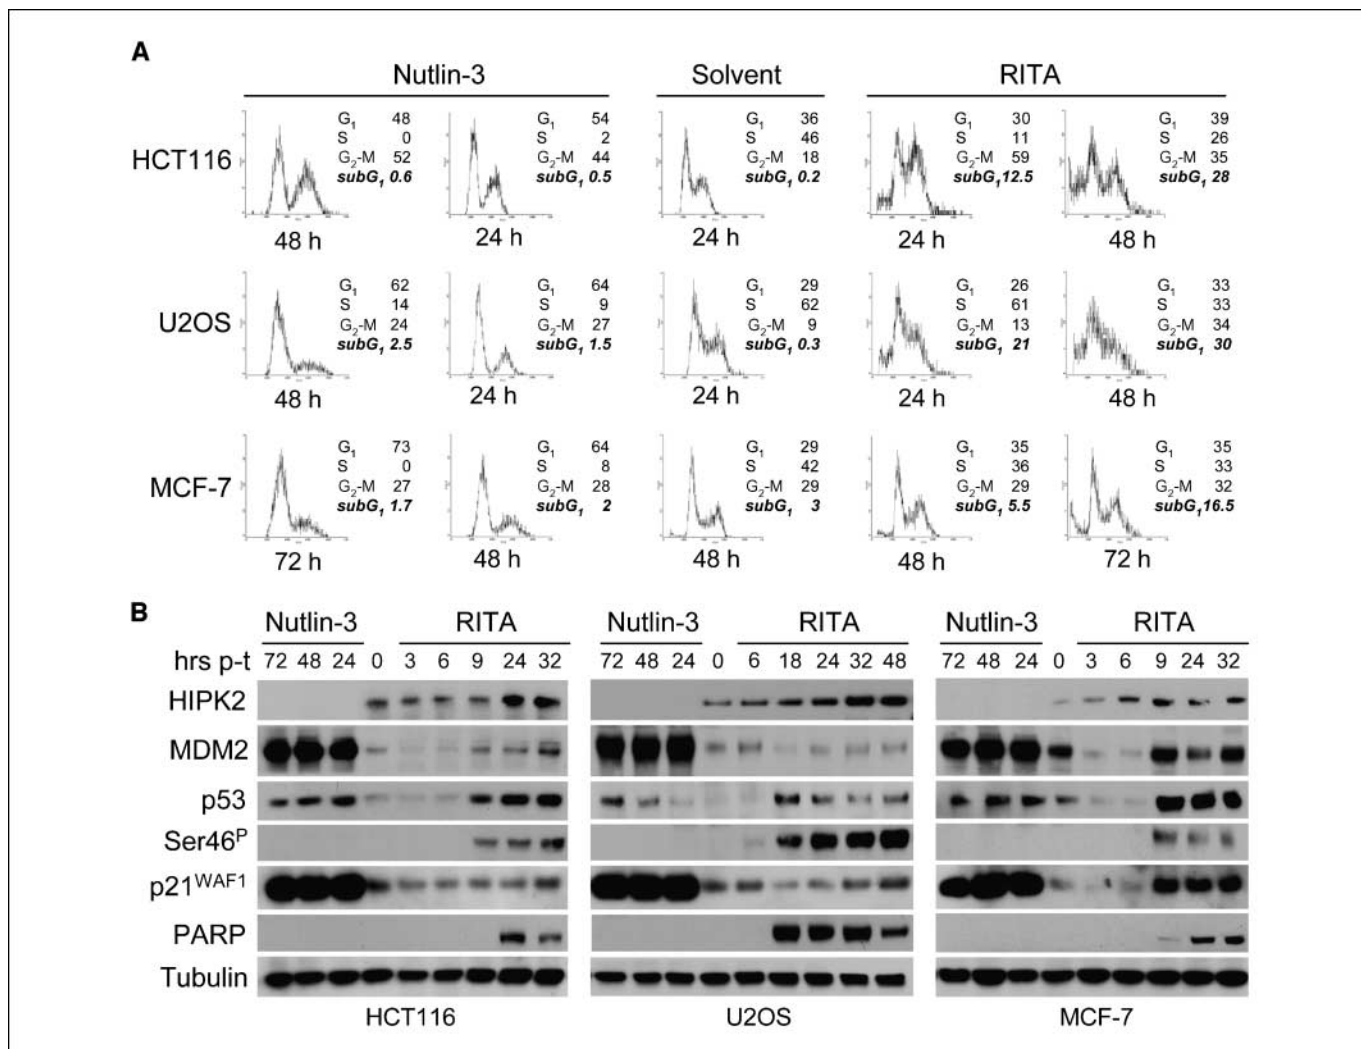 A
Nutlin-3 Solvent RITA
HCT116
G1 48
S 0
G2-M 52
subG1 0.6
48 h
G1 54
S 2
G2-M 44
subG1 0.5
24 h
G1 36
S 46
G2-M 18
subG1 0.2
24 h
G1 30
S 11
G2-M 59
subG1 12.5
24 h
G1 39
S 26
G2-M 35
subG1 28
48 h
U2OS
G1 62
S 14
G2-M 24
subG1 2.5
48 h
G1 64
S 9
G2-M 27
subG1 1.5
24 h
G1 29
S 62
G2-M 9
subG1 0.3
24 h
G1 26
S 61
G2-M 13
subG1 21
24 h
G1 33
S 33
G2-M 34
subG1 30
48 h
MCF-7
G1 73
S 0
G2-M 27
subG1 1.7
72 h
G1 64
S 8
G2-M 28
subG1 2
48 h
G1 29
S 42
G2-M 29
subG1 3
48 h
G1 35
S 36
G2-M 29
subG1 5.5
48 h
G1 35
S 33
G2-M 32
subG1 16.5
72 h
B
Nutlin-3 RITA Nutlin-3 RITA Nutlin-3 RITA
hrs p-t 72 48 24 0 3 6 9 24 32 72 48 24 0 6 18 24 32 48 72 48 24 0 3 6 9 24 32
HIPK2
MDM2
p53
Ser46P
p21WAF1
PARP
Tubulin
HCT116 U2OS MCF-7